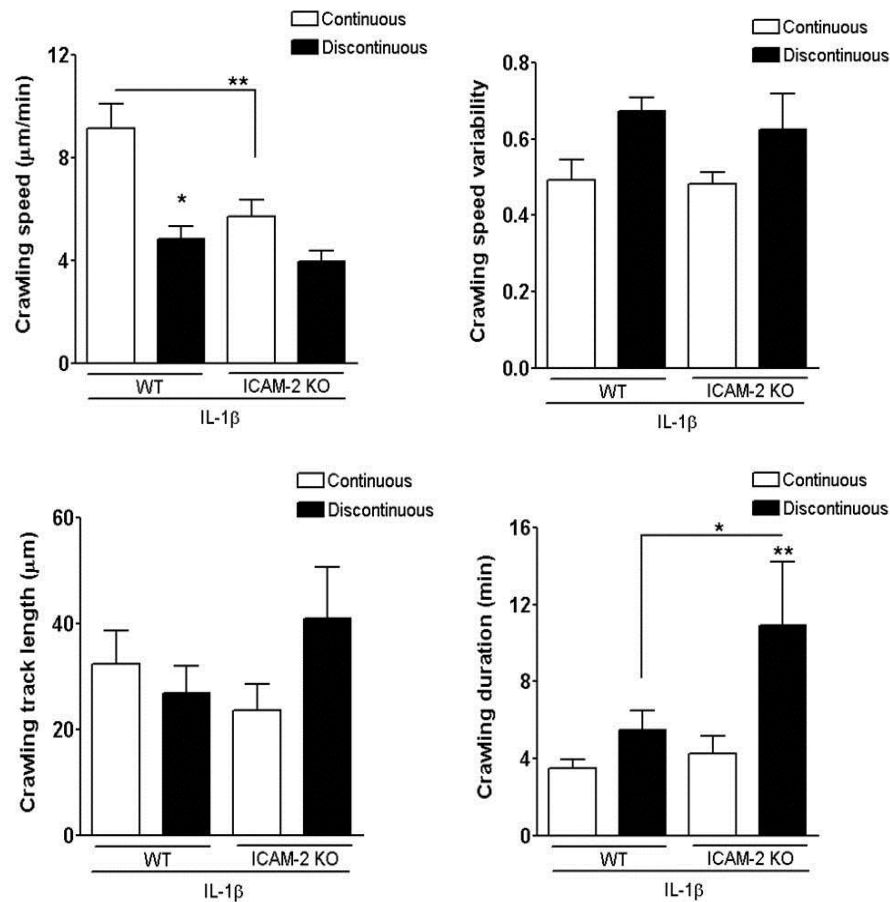 Continuous
Discontinuous
Crawling speed (μm/min)
12
8
4
0
**
*
WT
ICAM-2 KO
IL-1β
Continuous
Discontinuous
Crawling speed variability
0.8
0.6
0.4
0.2
0.0
WT
ICAM-2 KO
IL-1β
Continuous
Discontinuous
Crawling track length (μm)
60
40
20
0
WT
ICAM-2 KO
IL-1β
Continuous
Discontinuous
Crawling duration (min)
16
12
8
4
0
*
**
WT
ICAM-2 KO
IL-1β